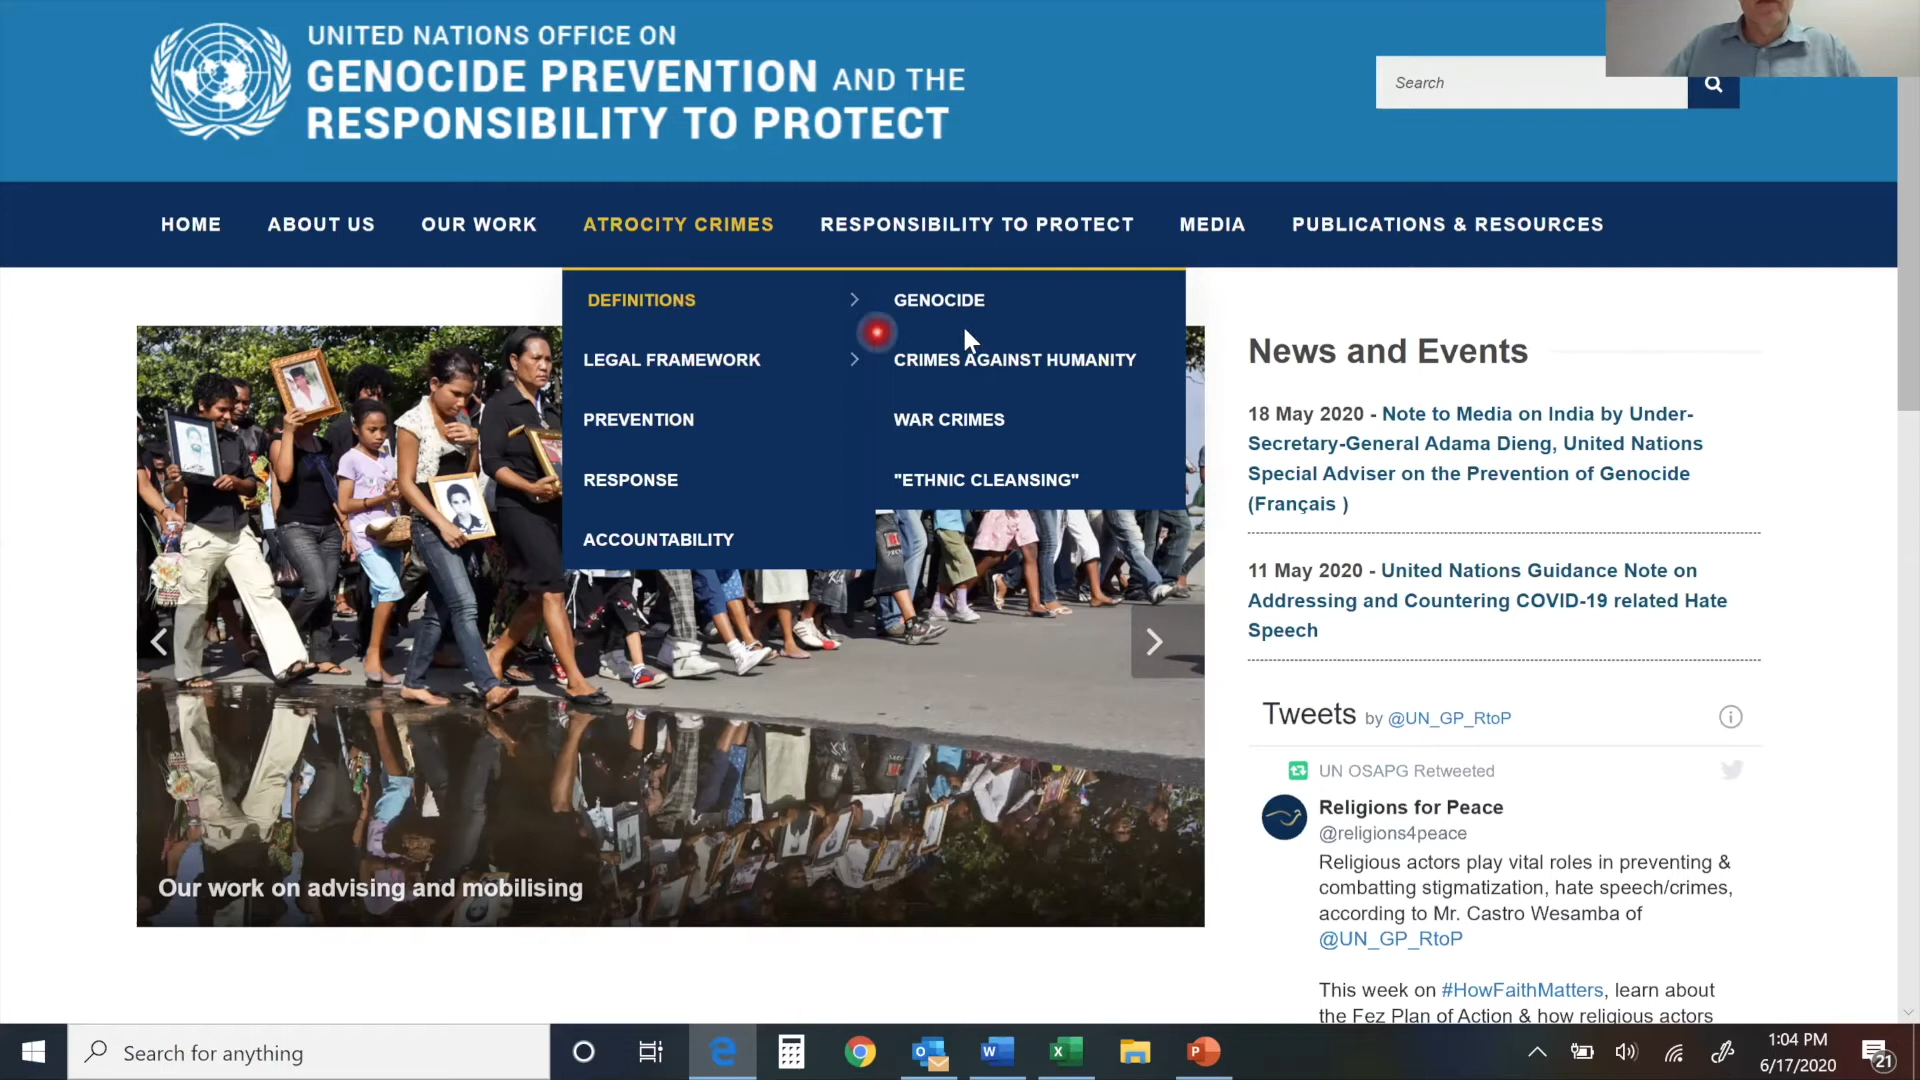 UNITED NATIONS OFFICE ON
GENOCIDE PREVENTION AND THE
RESPONSIBILITY TO PROTECT
Search
HOME
ABOUT US
OUR WORK
ATROCITY CRIMES
RESPONSIBILITY TO PROTECT
MEDIA
PUBLICATIONS & RESOURCES
DEFINITIONS
LEGAL FRAMEWORK
PREVENTION
RESPONSE
ACCOUNTABILITY
GENOCIDE
CRIMES AGAINST HUMANITY
WAR CRIMES
"ETHNIC CLEANSING"
Our work on advising and mobilising
News and Events
18 May 2020 - Note to Media on India by Under-
Secretary-General Adama Dieng, United Nations
Special Adviser on the Prevention of Genocide
(Français )
11 May 2020 - United Nations Guidance Note on
Addressing and Countering COVID-19 related Hate
Speech
Tweets by @UN_GP_RtoP
UN OSAPG Retweeted
Religions for Peace
@religions4peace
Religious actors play vital roles in preventing &
combatting stigmatization, hate speech/crimes,
according to Mr. Castro Wesamba of
@UN_GP_RtoP
This week on #HowFaithMatters, learn about
the Fez Plan of Action & how religious actors
Search for anything
1:04 PM
6/17/2020
21